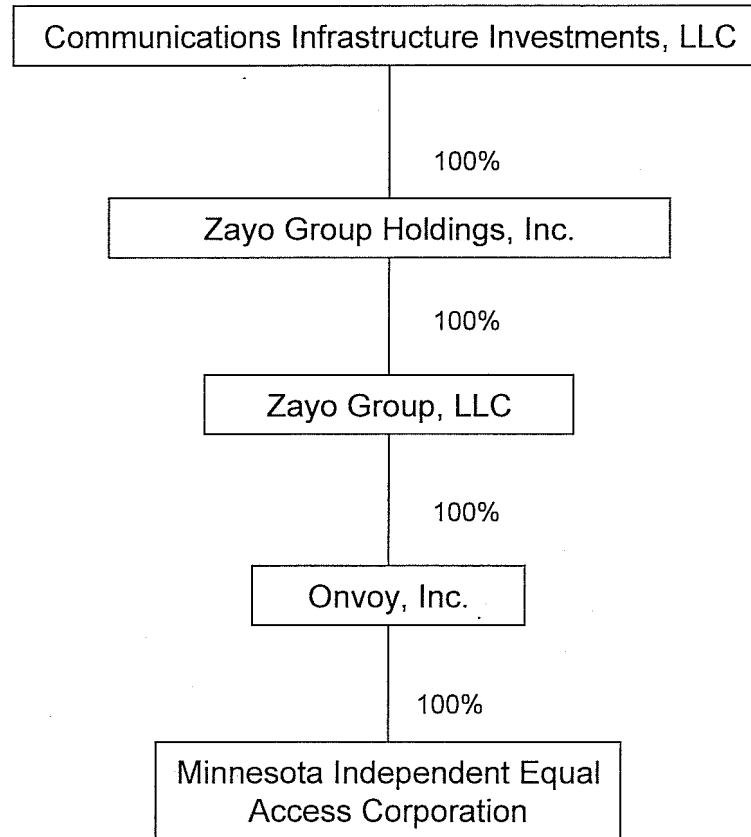 Communications Infrastructure Investments, LLC
100%
Zayo Group Holdings, Inc.
100%
Zayo Group, LLC
100%
Onvoy, Inc.
100%
Minnesota Independent Equal
Access Corporation